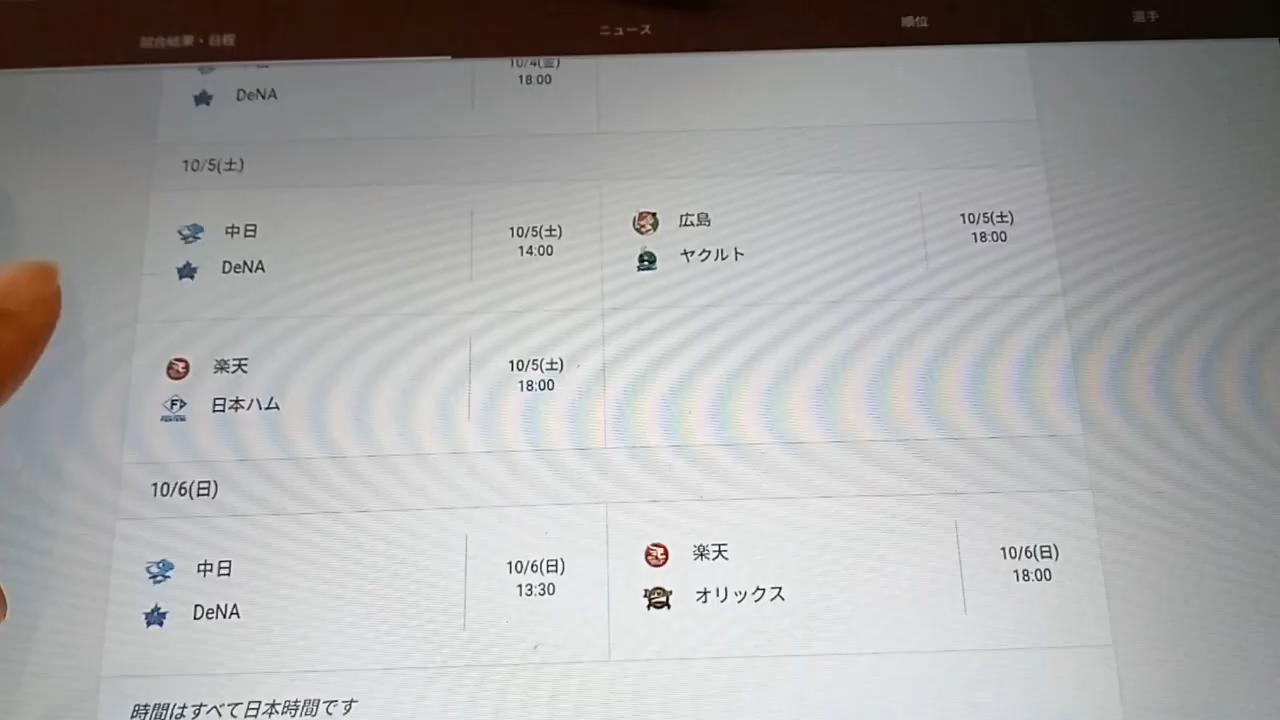 試合結果・日程 ニュース 順位 選手
10/4(金)
DeNA 18:00
10/5(土)
中日 10/5(土) 広島 10/5(土)
DeNA 14:00 ヤクルト 18:00
楽天 10/5(土)
日本ハム 18:00
10/6(日)
中日 10/6(日) 楽天 10/6(日)
DeNA 13:30 オリックス 18:00
時間はすべて日本時間です